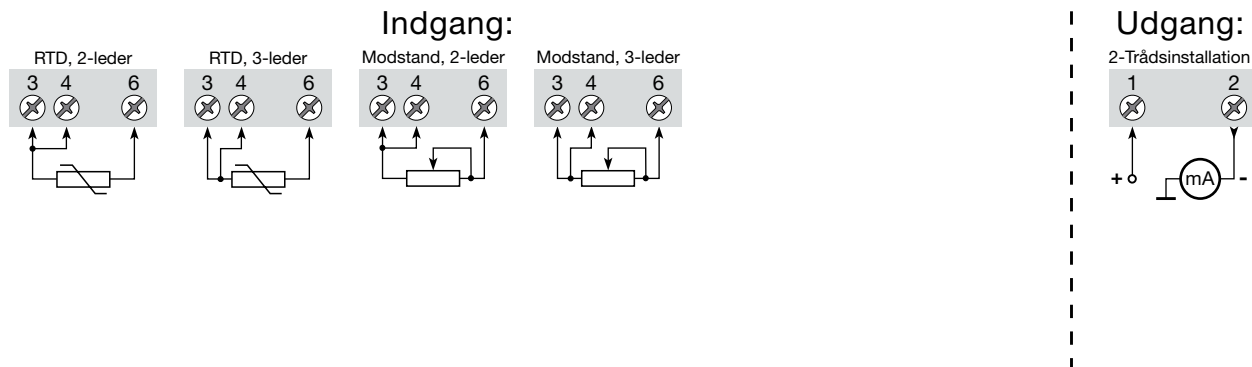 Indgang:
RTD, 2-leder
3 4 6
RTD, 3-leder
3 4 6
Modstand, 2-leder
3 4 6
Modstand, 3-leder
3 4 6
Udgang:
2-Trådsinstallation
1 2
+ mA -